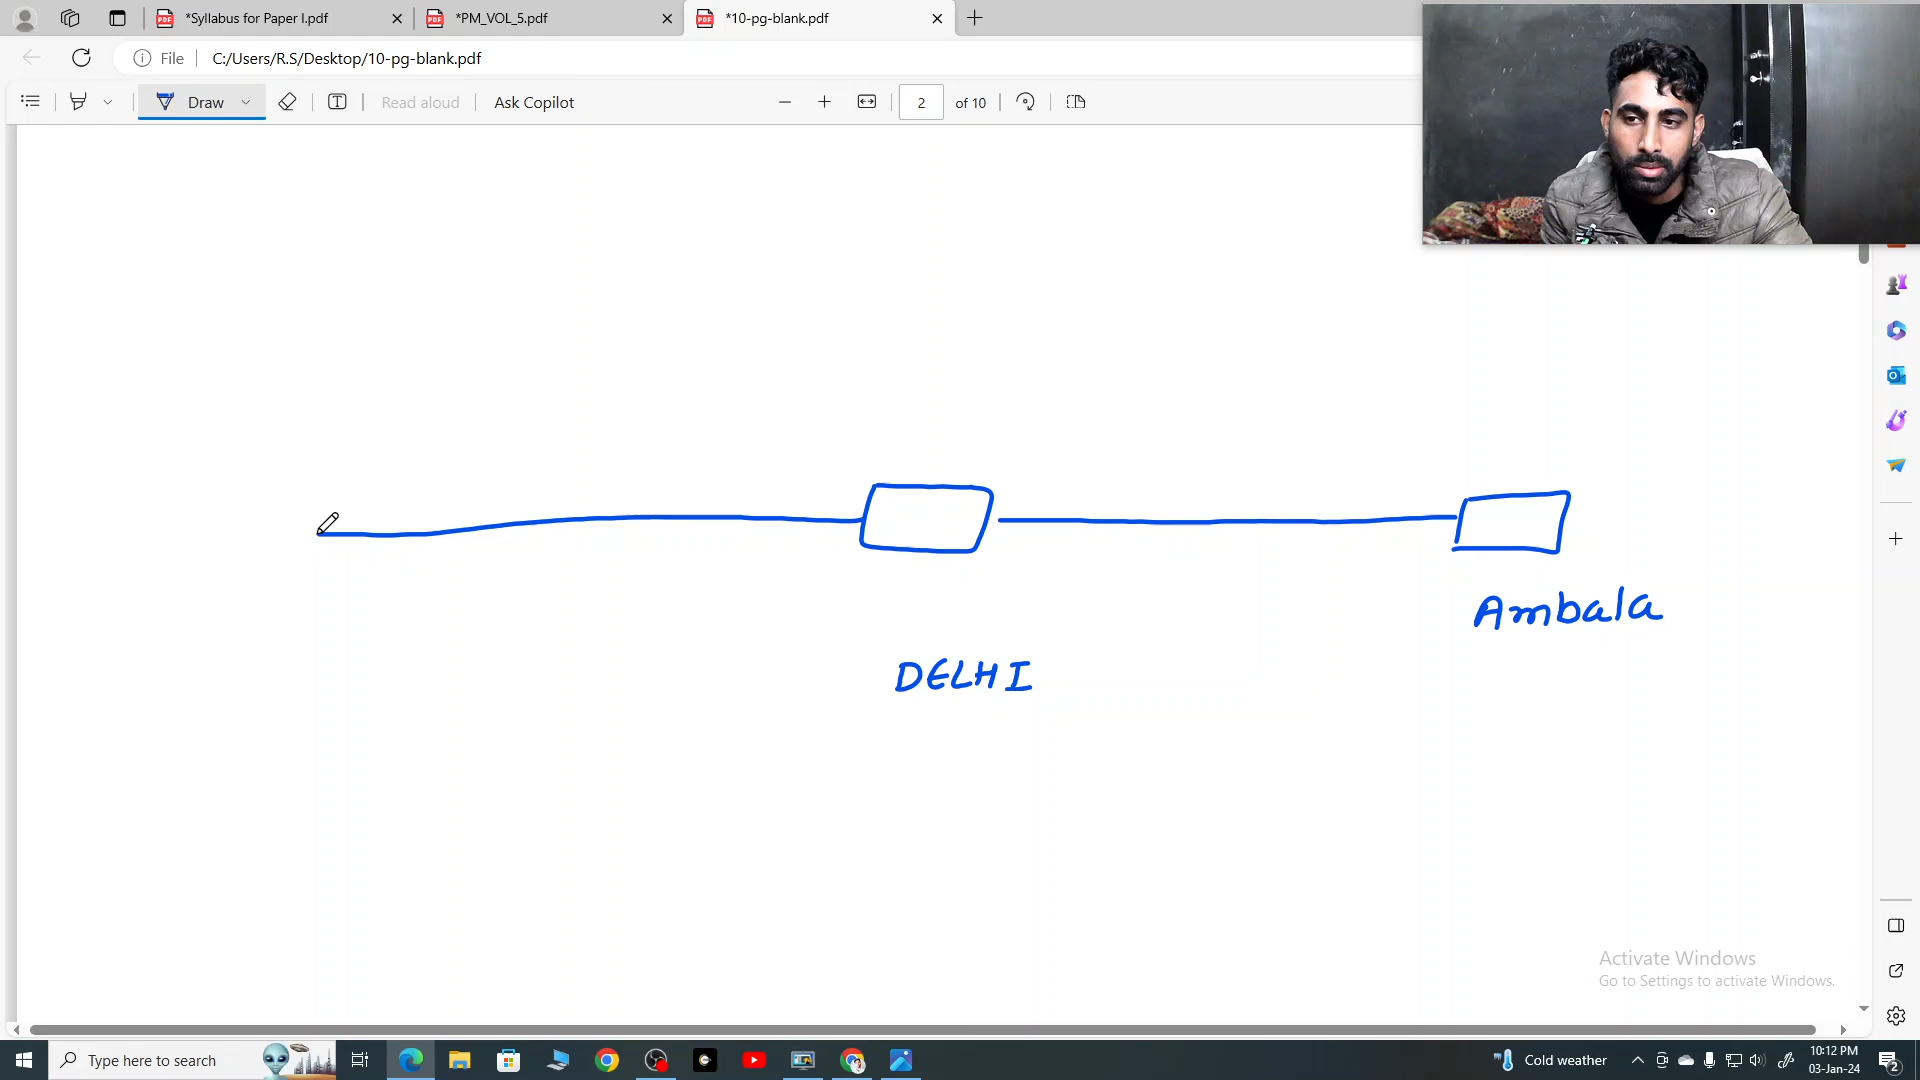 *Syllabus for Paper I.pdf
*PM_VOL_5.pdf
*10-pg-blank.pdf
File
C:/Users/R.S/Desktop/10-pg-blank.pdf
Draw
Read aloud
Ask Copilot
2
of 10
Ambala
DELHI
Activate Windows
Go to Settings to activate Windows.
Type here to search
Cold weather
10:12 PM
03-Jan-24
2